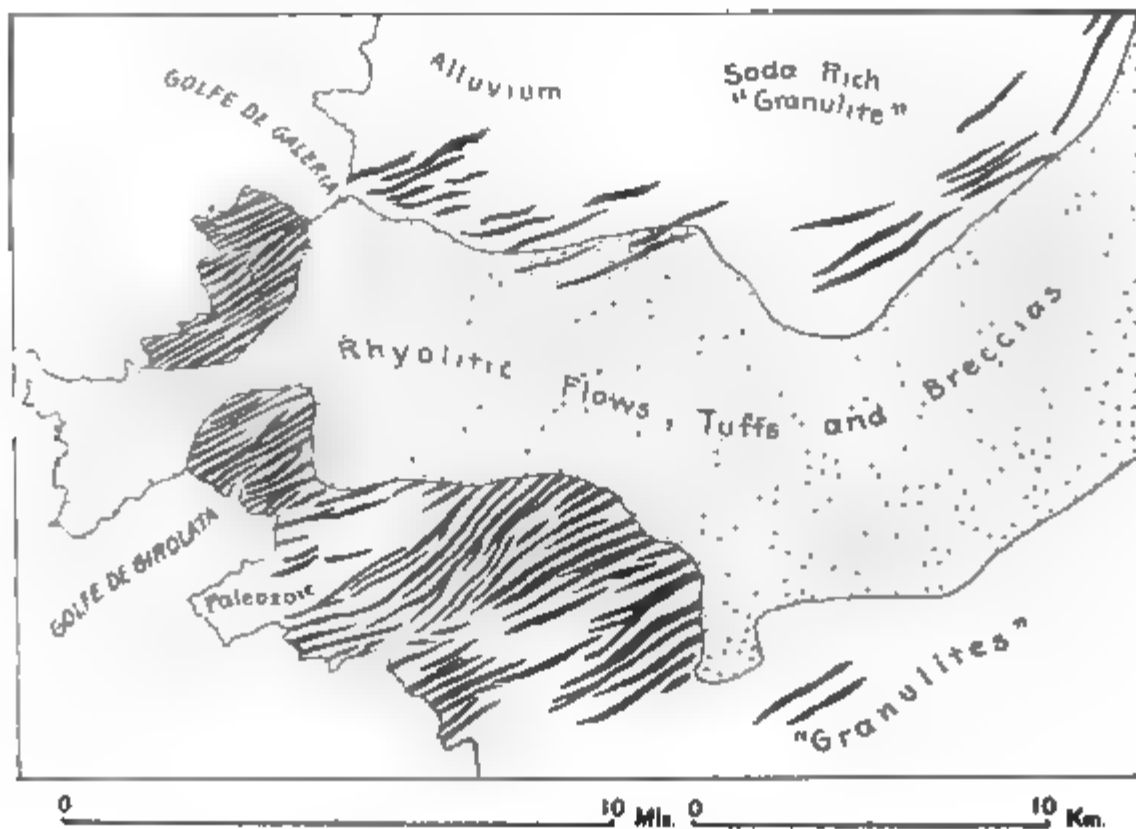 Alluvium
Soda Rich
"Granulite"
GOLFE DE GALERIA
Rhyolitic Flows, Tuffs and Breccias
GOLFE DE GIROLATA
Paleozoic
"Granulites"
0 10 Mls. 0 10 Km.